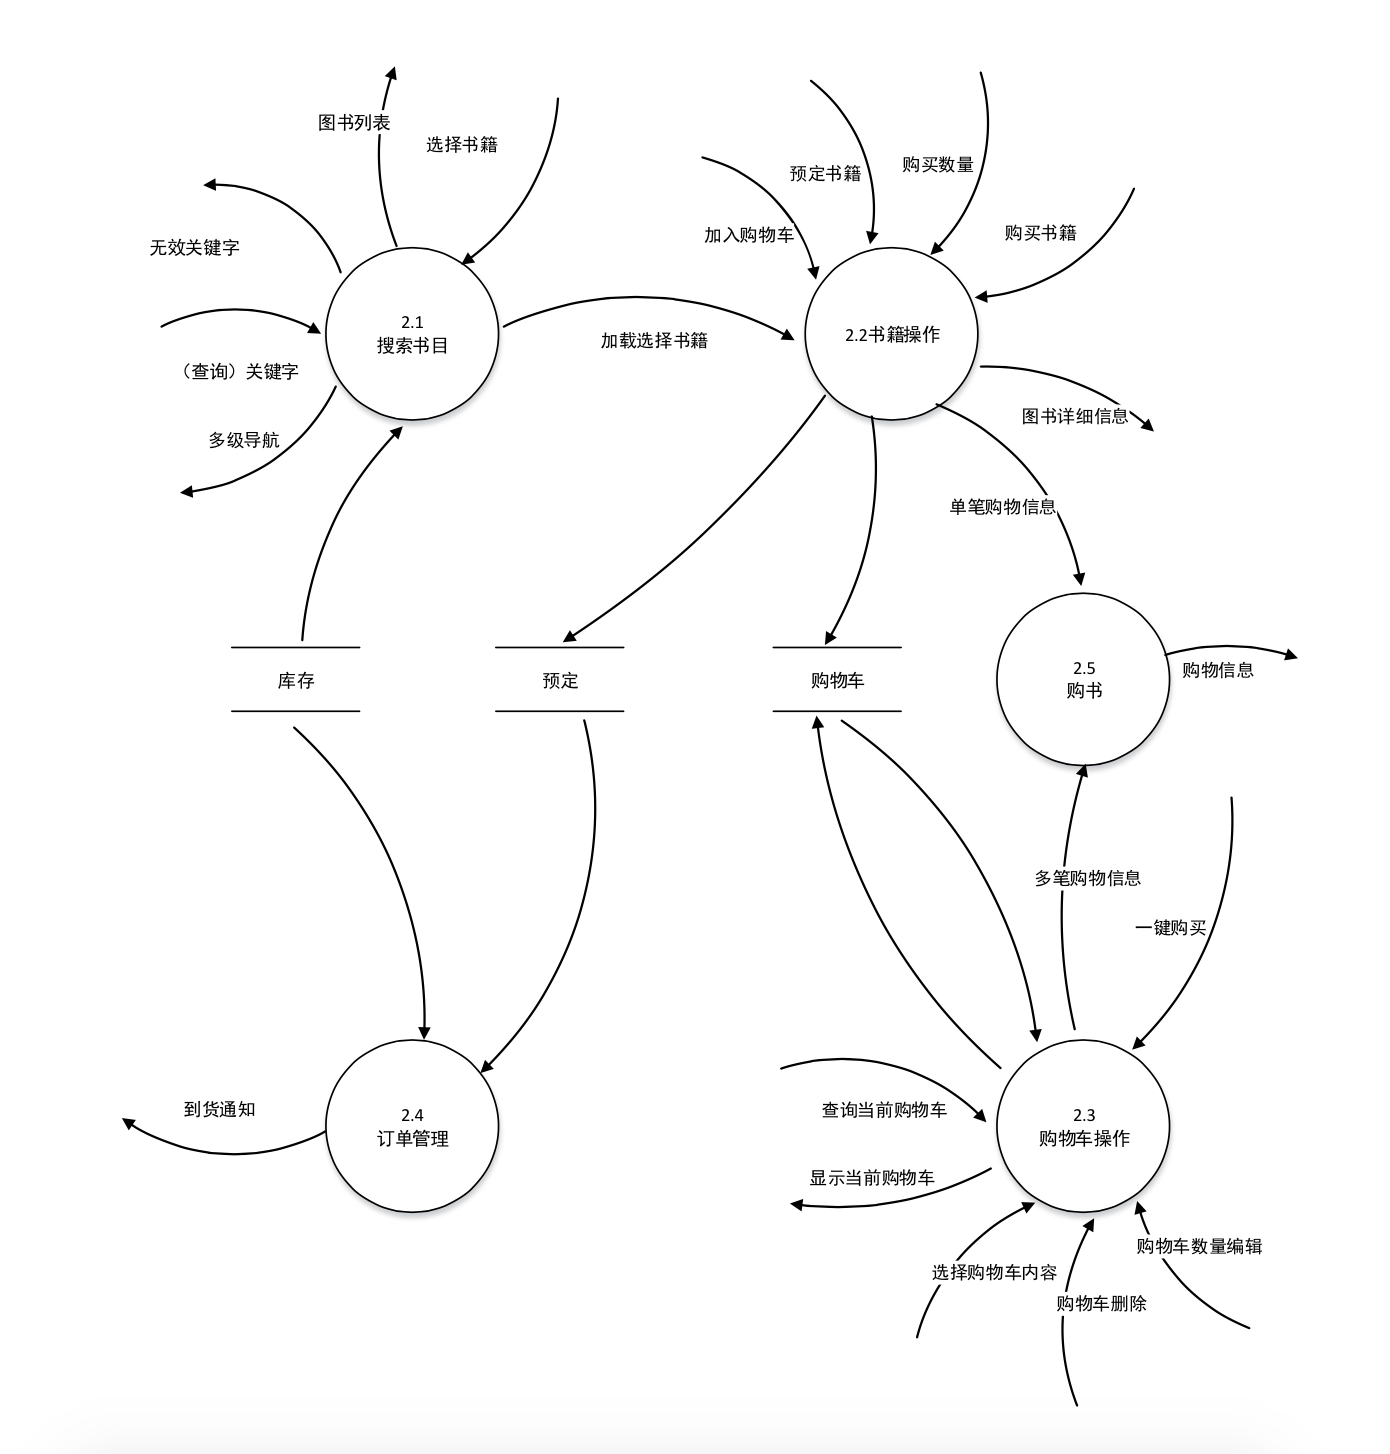 图书列表
选择书籍
预定书籍
购买数量
无效关键字
加入购物车
购买书籍
2.1
搜索书目
加载选择书籍
2.2书籍操作
（查询）关键字
图书详细信息
多级导航
单笔购物信息
库存
预定
购物车
2.5
购书
购物信息
多笔购物信息
一键购买
到货通知
2.4
订单管理
查询当前购物车
2.3
购物车操作
显示当前购物车
购物车数量编辑
选择购物车内容
购物车删除